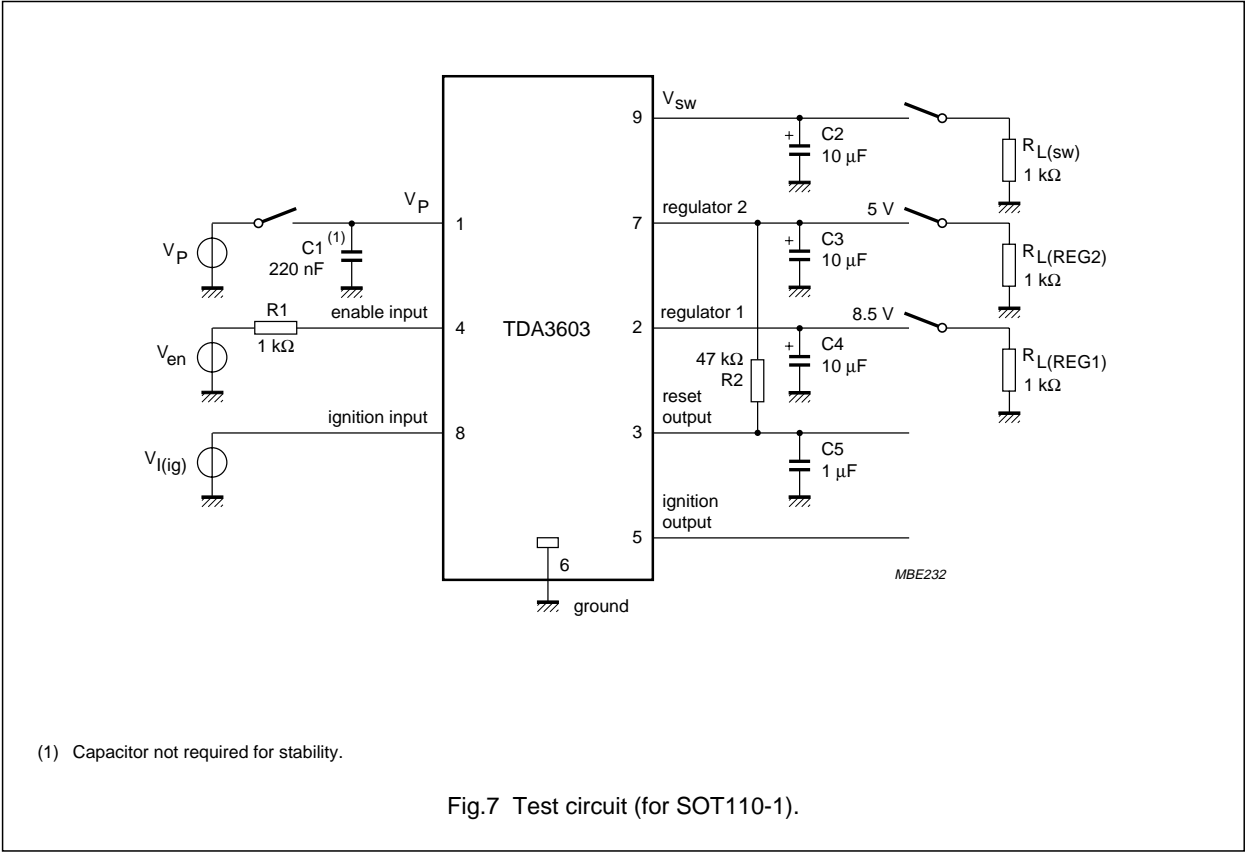 V_sw
9
C2
+
10 μF
R_L(sw)
1 kΩ
V_P
1
regulator 2
7
5 V
V_P
C1 (1)
220 nF
C3
+
10 μF
R_L(REG2)
1 kΩ
R1
1 kΩ
enable input
4
TDA3603
regulator 1
2
8.5 V
V_en
47 kΩ
R2
C4
+
10 μF
R_L(REG1)
1 kΩ
ignition input
8
reset
output
3
V_I(ig)
C5
1 μF
ignition
output
5
6
ground
MBE232
(1) Capacitor not required for stability.
Fig.7 Test circuit (for SOT110-1).